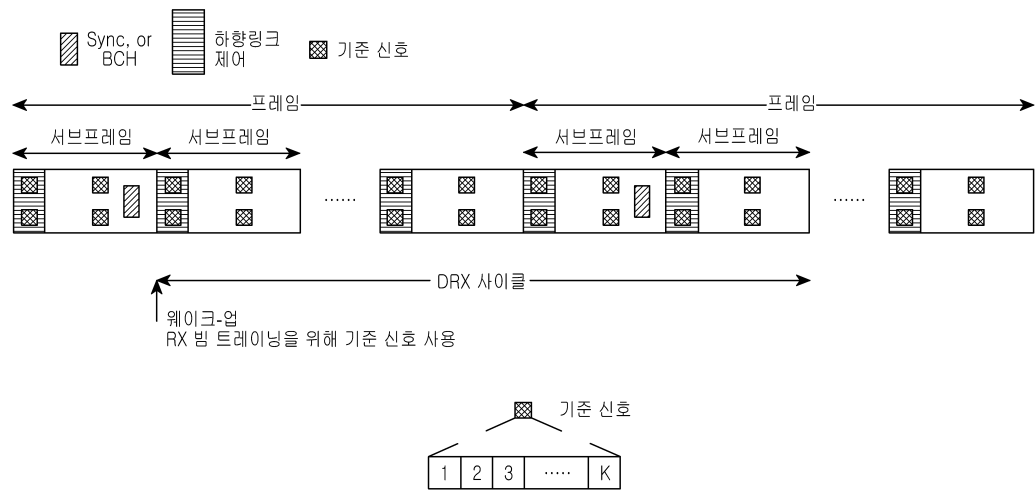 Sync, or
BCH
하향링크
제어
기준 신호
프레임
프레임
서브프레임
서브프레임
서브프레임
서브프레임
......
......
DRX 사이클
웨이크-업
RX 빔 트레이닝을 위해 기준 신호 사용
기준 신호
1 2 3 ..... K